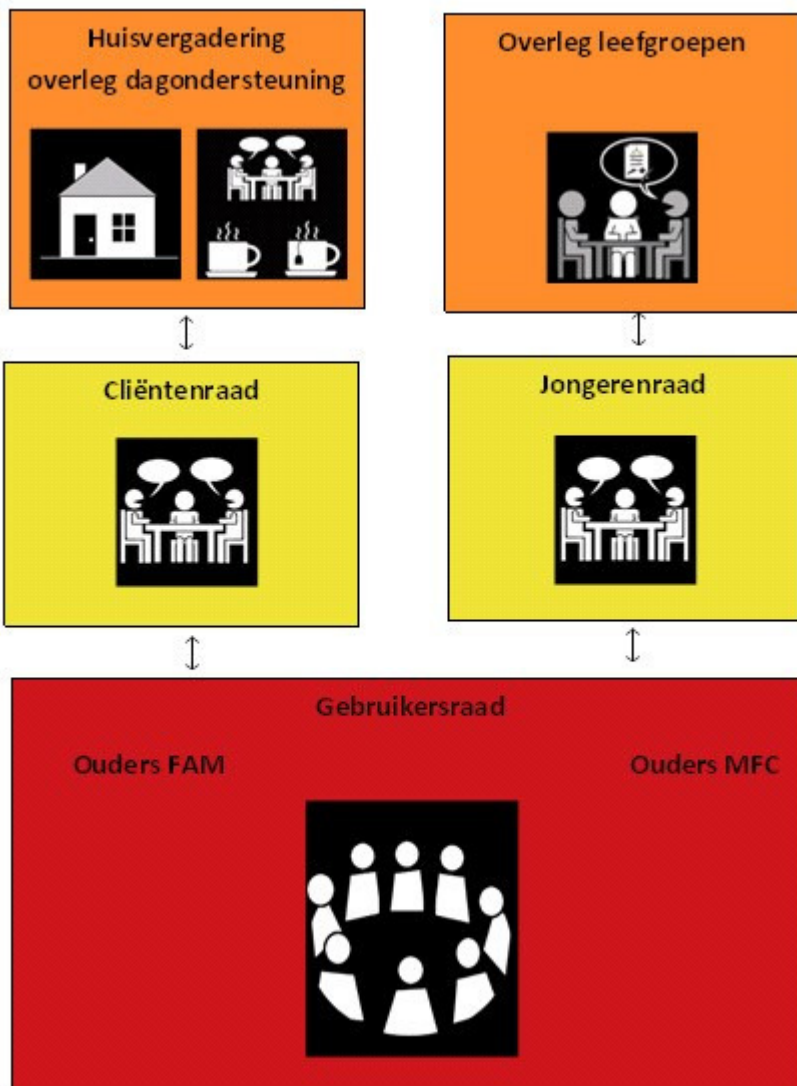 Huisvergadering
overleg dagondersteuning
Overleg leefgroepen
Cliëntenraad
Jongerenraad
Gebruikersraad
Ouders FAM
Ouders MFC